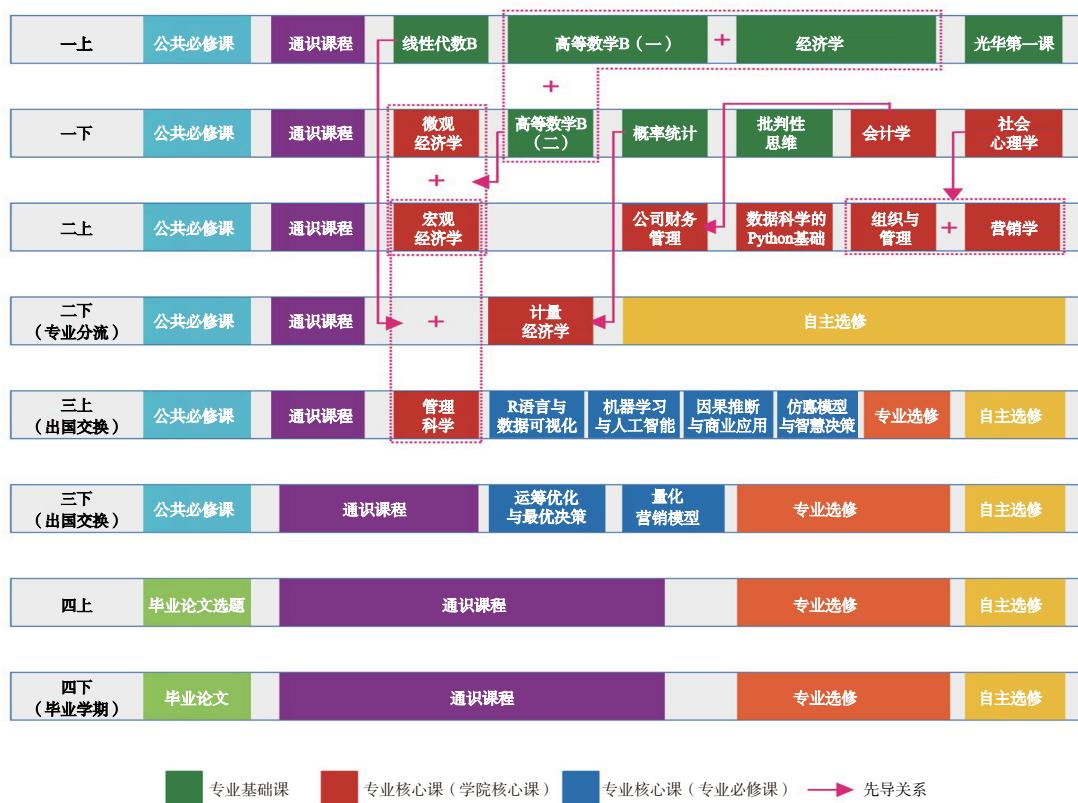 一上
公共必修课
通识课程
线性代数B
高等数学B（一）
+
经济学
光华第一课
+
一下
公共必修课
通识课程
微观
经济学
高等数学B
（二）
概率统计
批判性
思维
会计学
社会
心理学
+
二上
公共必修课
通识课程
宏观
经济学
公司财务
管理
数据科学的
Python基础
组织与
管理
+
营销学
二下
（专业分流）
公共必修课
通识课程
+
计量
经济学
自主选修
三上
（出国交换）
公共必修课
通识课程
管理
科学
R语言与
数据可视化
机器学习
与人工智能
因果推断
与商业应用
仿惪模型
与智慧决策
专业选修
自主选修
三下
（出国交换）
公共必修课
通识课程
运筹优化
与最优决策
量化
营销模型
专业选修
自主选修
四上
毕业论文选题
通识课程
专业选修
自主选修
四下
（毕业学期）
毕业论文
通识课程
专业选修
自主选修
专业基础课
专业核心课（学院核心课）
专业核心课（专业必修课）
先导关系